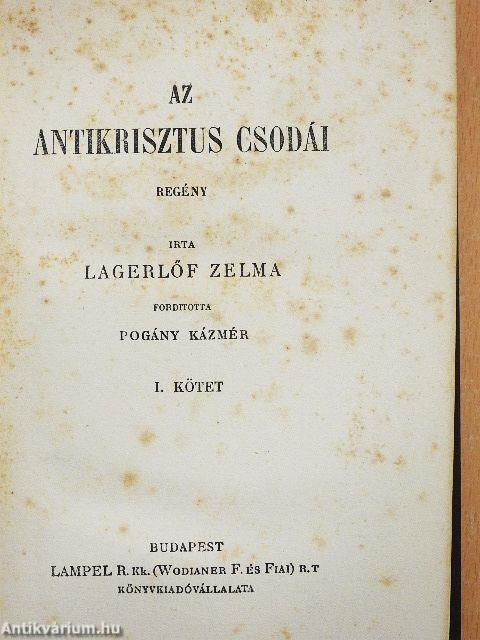 AZ
ANTIKRISZTUS CSODÁI
REGÉNY
IRTA
LAGERLŐF ZELMA
FORDITOTTA
POGÁNY KÁZMÉR
I. KÖTET
BUDAPEST
LAMPEL R. KK. (WODIANER F. ÉS FIAI) R. T
KÖNYVKIADÓVÁLLALATA
Antikvárium.hu